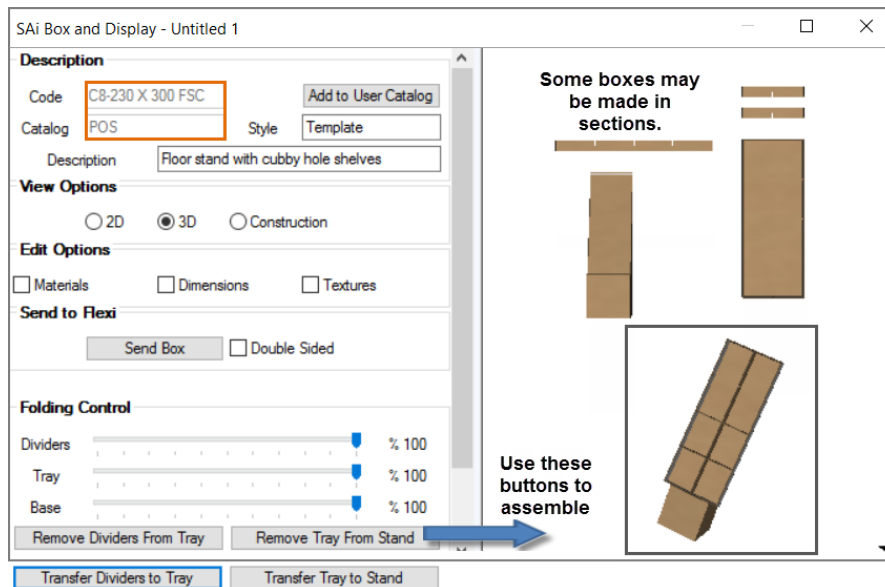 SAi Box and Display - Untitled 1
Description
Code C8-230 X 300 FSC Add to User Catalog
Catalog POS Style Template
Description Floor stand with cubby hole shelves
View Options
2D 3D Construction
Edit Options
Materials Dimensions Textures
Send to Flexi
Send Box Double Sided
Folding Control
Dividers % 100
Tray % 100
Base % 100
Remove Dividers From Tray Remove Tray From Stand
Transfer Dividers to Tray Transfer Tray to Stand
Some boxes may
be made in
sections.
Use these
buttons to
assemble